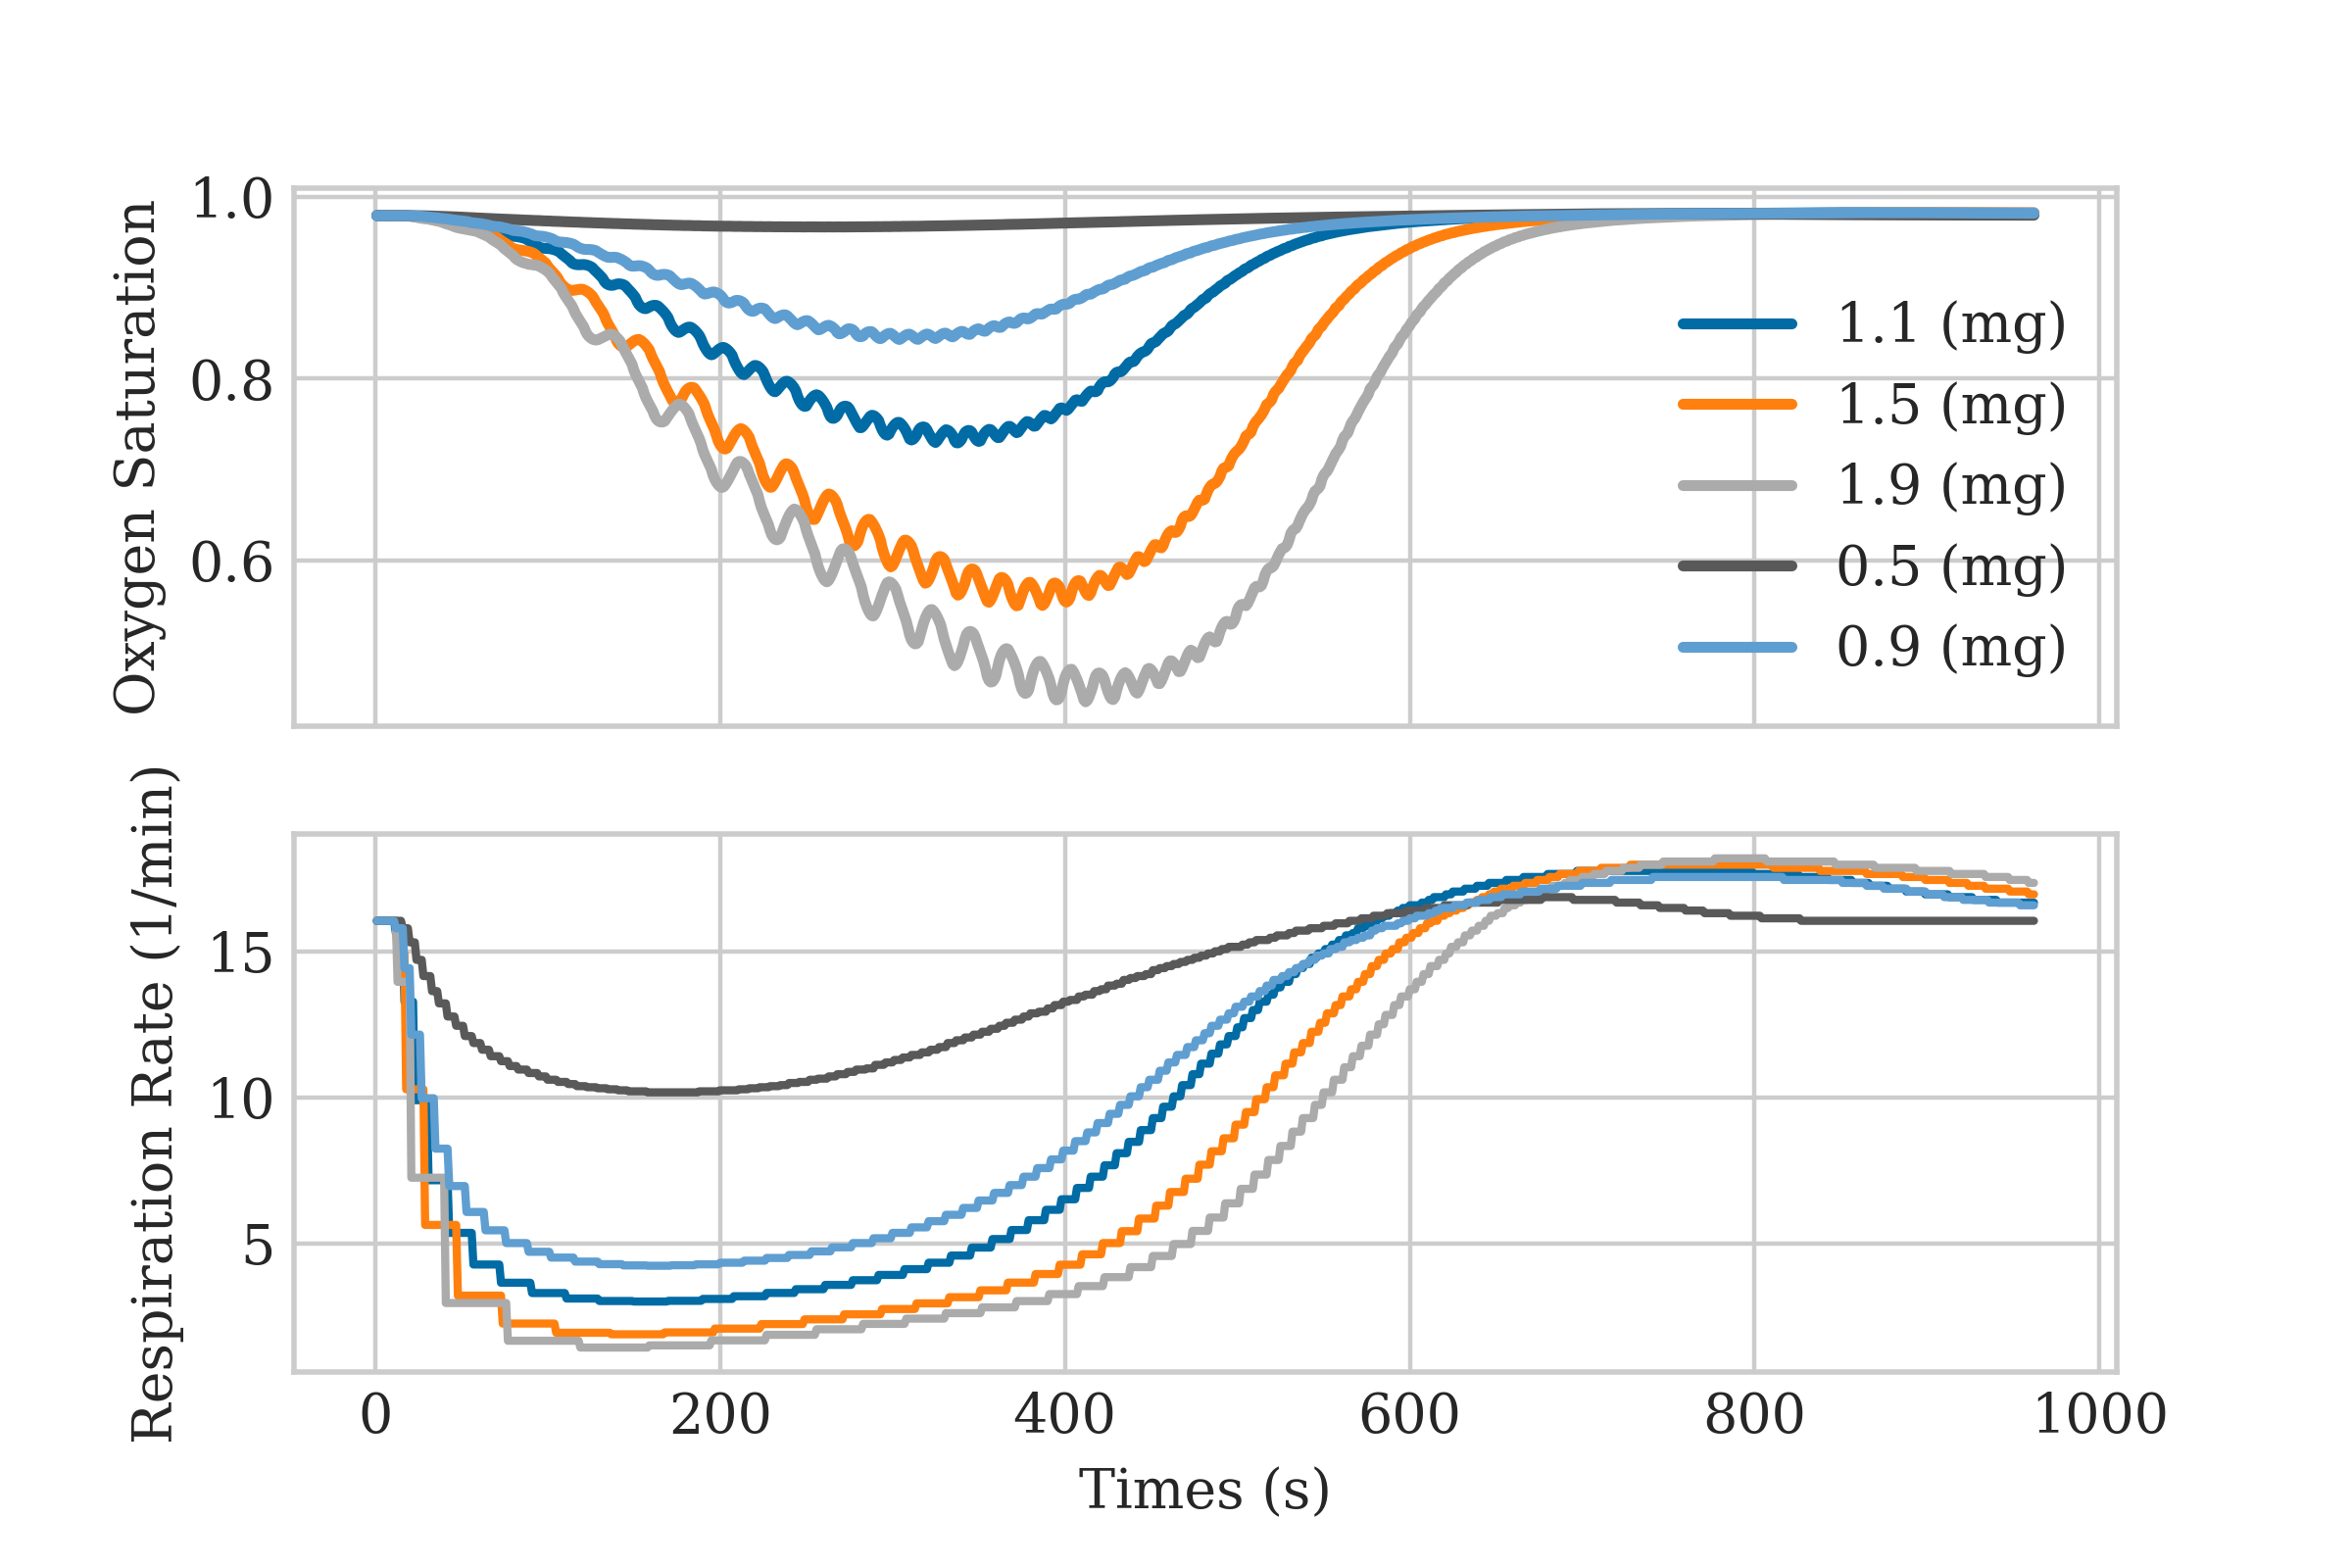 Oxygen Saturation
1.0
0.8
0.6
1.1 (mg)
1.5 (mg)
1.9 (mg)
0.5 (mg)
0.9 (mg)
Respiration Rate (1/min)
15
10
5
0 200 400 600 800 1000
Times (s)